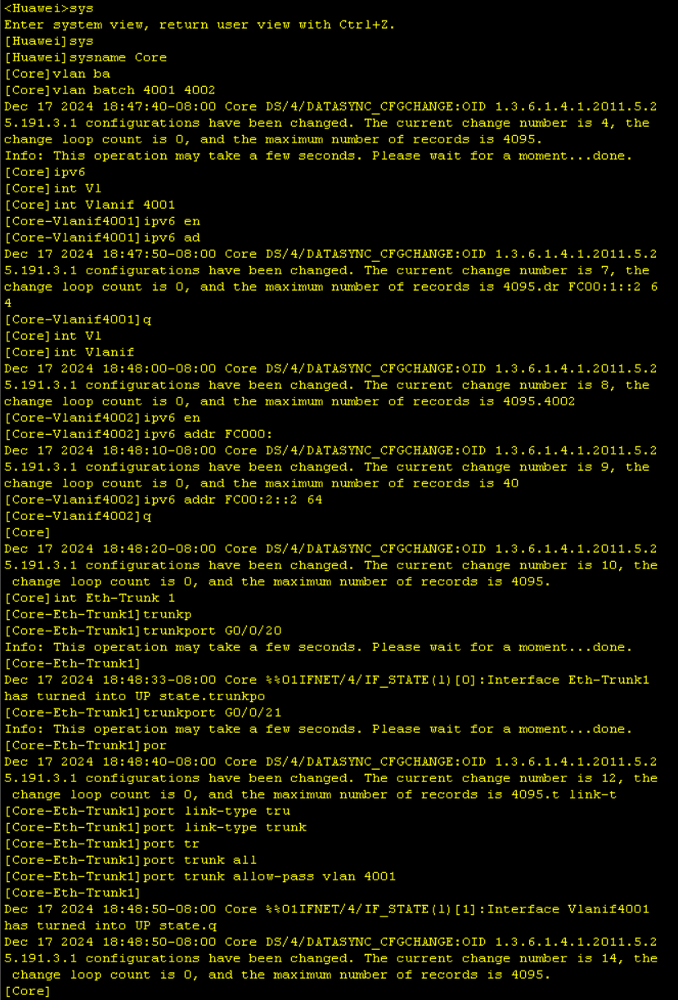 <Huawei>sys
Enter system view, return user view with Ctrl+Z.
[Huawei]sys
[Huawei]sysname Core
[Core]vlan ba
[Core]vlan batch 4001 4002
Dec 17 2024 18:47:40-08:00 Core DS/4/DATASYNC_CFGCHANGE:OID 1.3.6.1.4.1.2011.5.2
5.191.3.1 configurations have been changed. The current change number is 4, the
change loop count is 0, and the maximum number of records is 4095.
Info: This operation may take a few seconds. Please wait for a moment...done.
[Core]ipv6
[Core]int Vl
[Core]int Vlanif 4001
[Core-Vlanif4001]ipv6 en
[Core-Vlanif4001]ipv6 ad
Dec 17 2024 18:47:50-08:00 Core DS/4/DATASYNC_CFGCHANGE:OID 1.3.6.1.4.1.2011.5.2
5.191.3.1 configurations have been changed. The current change number is 7, the
change loop count is 0, and the maximum number of records is 4095.dr FC00:1::2 6
4
[Core-Vlanif4001]q
[Core]int Vl
[Core]int Vlanif
Dec 17 2024 18:48:00-08:00 Core DS/4/DATASYNC_CFGCHANGE:OID 1.3.6.1.4.1.2011.5.2
5.191.3.1 configurations have been changed. The current change number is 8, the
change loop count is 0, and the maximum number of records is 4095.4002
[Core-Vlanif4002]ipv6 en
[Core-Vlanif4002]ipv6 addr FC000:
Dec 17 2024 18:48:10-08:00 Core DS/4/DATASYNC_CFGCHANGE:OID 1.3.6.1.4.1.2011.5.2
5.191.3.1 configurations have been changed. The current change number is 9, the
change loop count is 0, and the maximum number of records is 40
[Core-Vlanif4002]ipv6 addr FC00:2::2 64
[Core-Vlanif4002]q
[Core]
Dec 17 2024 18:48:20-08:00 Core DS/4/DATASYNC_CFGCHANGE:OID 1.3.6.1.4.1.2011.5.2
5.191.3.1 configurations have been changed. The current change number is 10, the
 change loop count is 0, and the maximum number of records is 4095.
[Core]int Eth-Trunk 1
[Core-Eth-Trunk1]trunkp
[Core-Eth-Trunk1]trunkport G0/0/20
Info: This operation may take a few seconds. Please wait for a moment...done.
[Core-Eth-Trunk1]
Dec 17 2024 18:48:33-08:00 Core %%01IFNET/4/IF_STATE(l)[0]:Interface Eth-Trunk1
has turned into UP state.trunkpo
[Core-Eth-Trunk1]trunkport G0/0/21
Info: This operation may take a few seconds. Please wait for a moment...done.
[Core-Eth-Trunk1]por
Dec 17 2024 18:48:40-08:00 Core DS/4/DATASYNC_CFGCHANGE:OID 1.3.6.1.4.1.2011.5.2
5.191.3.1 configurations have been changed. The current change number is 12, the
 change loop count is 0, and the maximum number of records is 4095.t link-t
[Core-Eth-Trunk1]port link-type tru
[Core-Eth-Trunk1]port link-type trunk
[Core-Eth-Trunk1]port tr
[Core-Eth-Trunk1]port trunk all
[Core-Eth-Trunk1]port trunk allow-pass vlan 4001
[Core-Eth-Trunk1]
Dec 17 2024 18:48:50-08:00 Core %%01IFNET/4/IF_STATE(l)[1]:Interface Vlanif4001
has turned into UP state.q
Dec 17 2024 18:48:50-08:00 Core DS/4/DATASYNC_CFGCHANGE:OID 1.3.6.1.4.1.2011.5.2
5.191.3.1 configurations have been changed. The current change number is 14, the
 change loop count is 0, and the maximum number of records is 4095.
[Core]